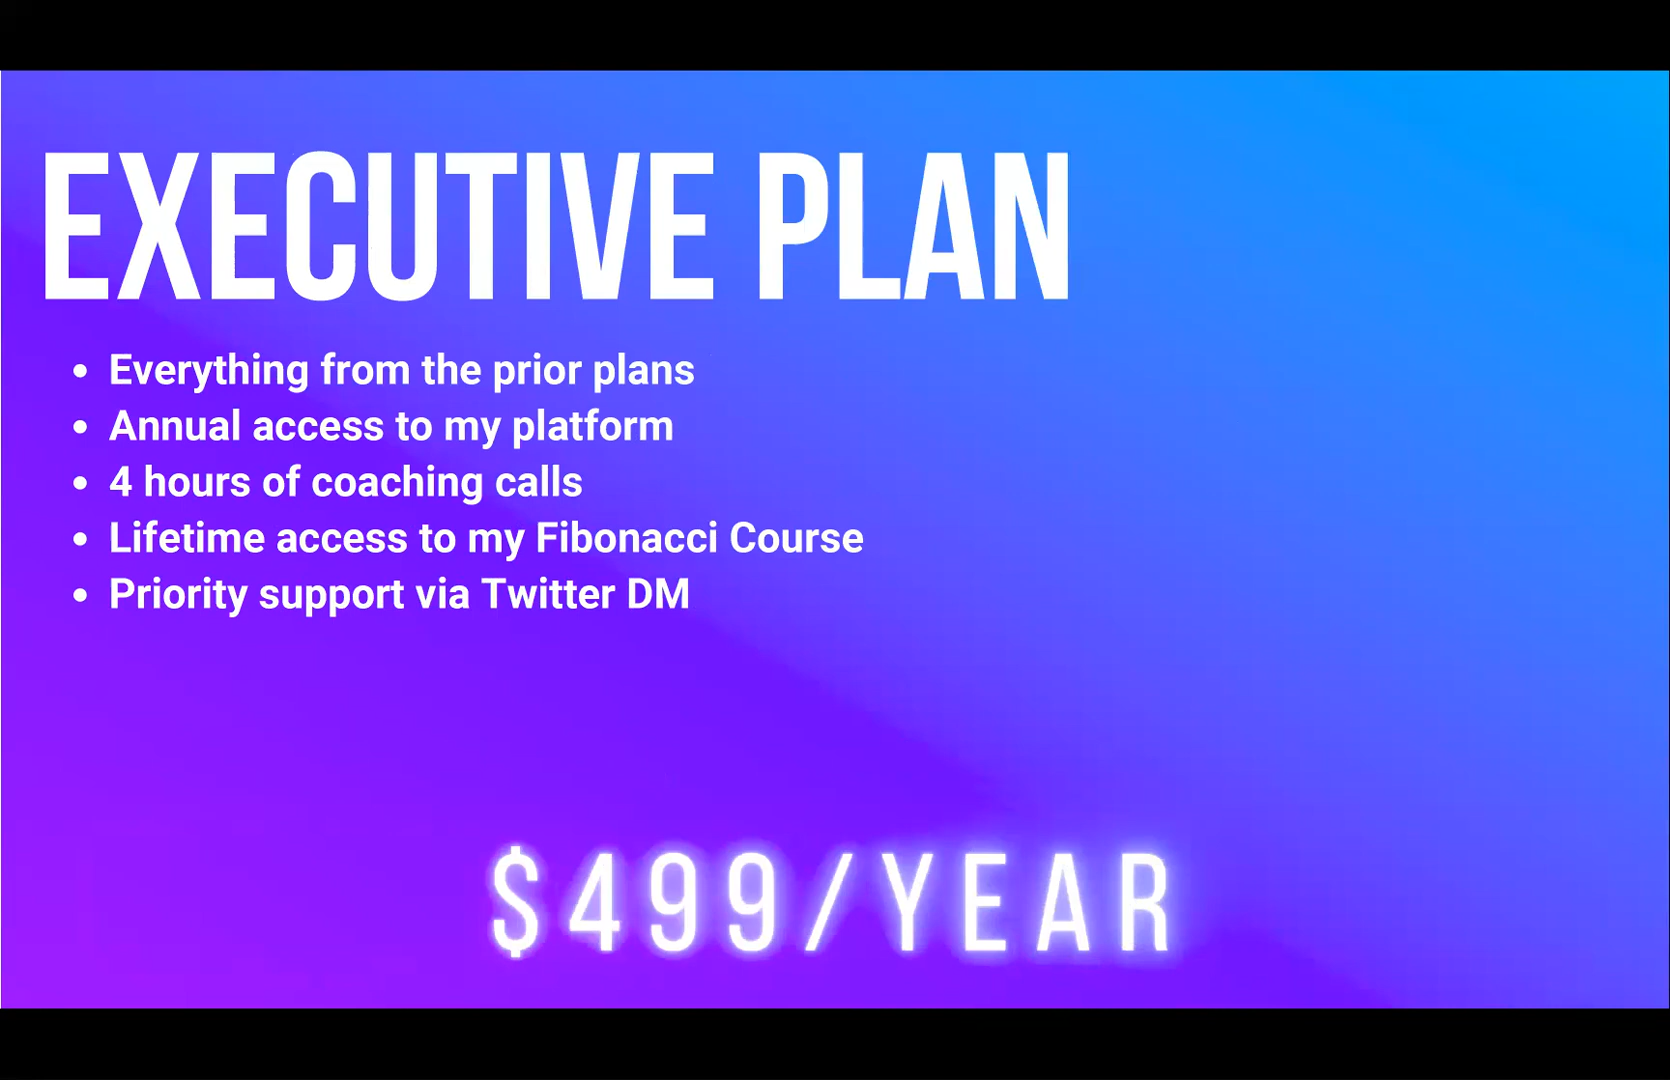 EXECUTIVE PLAN
• Everything from the prior plans
• Annual access to my platform
• 4 hours of coaching calls
• Lifetime access to my Fibonacci Course
• Priority support via Twitter DM
$499/YEAR